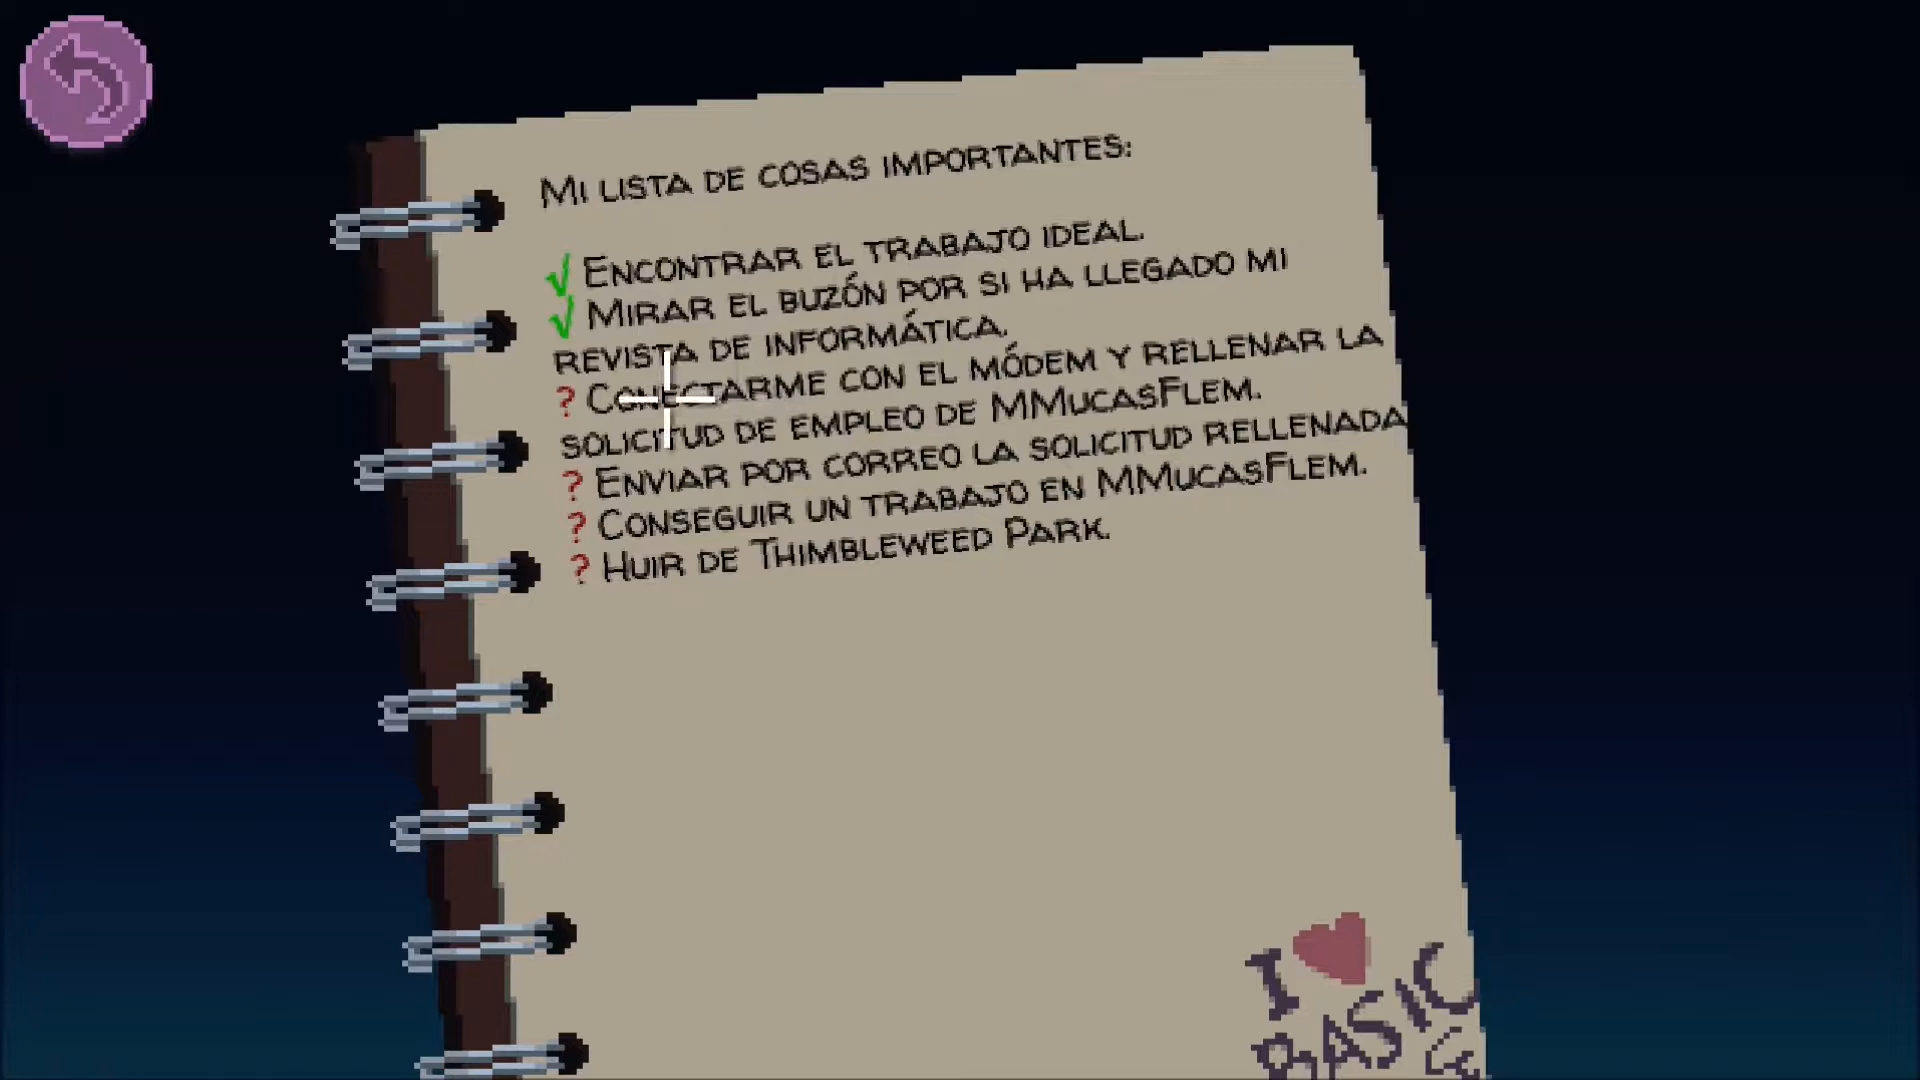 Mi lista de cosas importantes:
√ Encontrar el trabajo ideal.
√ Mirar el buzón por si ha llegado mi
revista de informática.
? Conectarme con el módem y rellenar la
solicitud de empleo de MMucasFlem.
? Enviar por correo la solicitud rellenada
? Conseguir un trabajo en MMucasFlem.
? Huir de Thimbleweed Park.
I ♥
BASIC